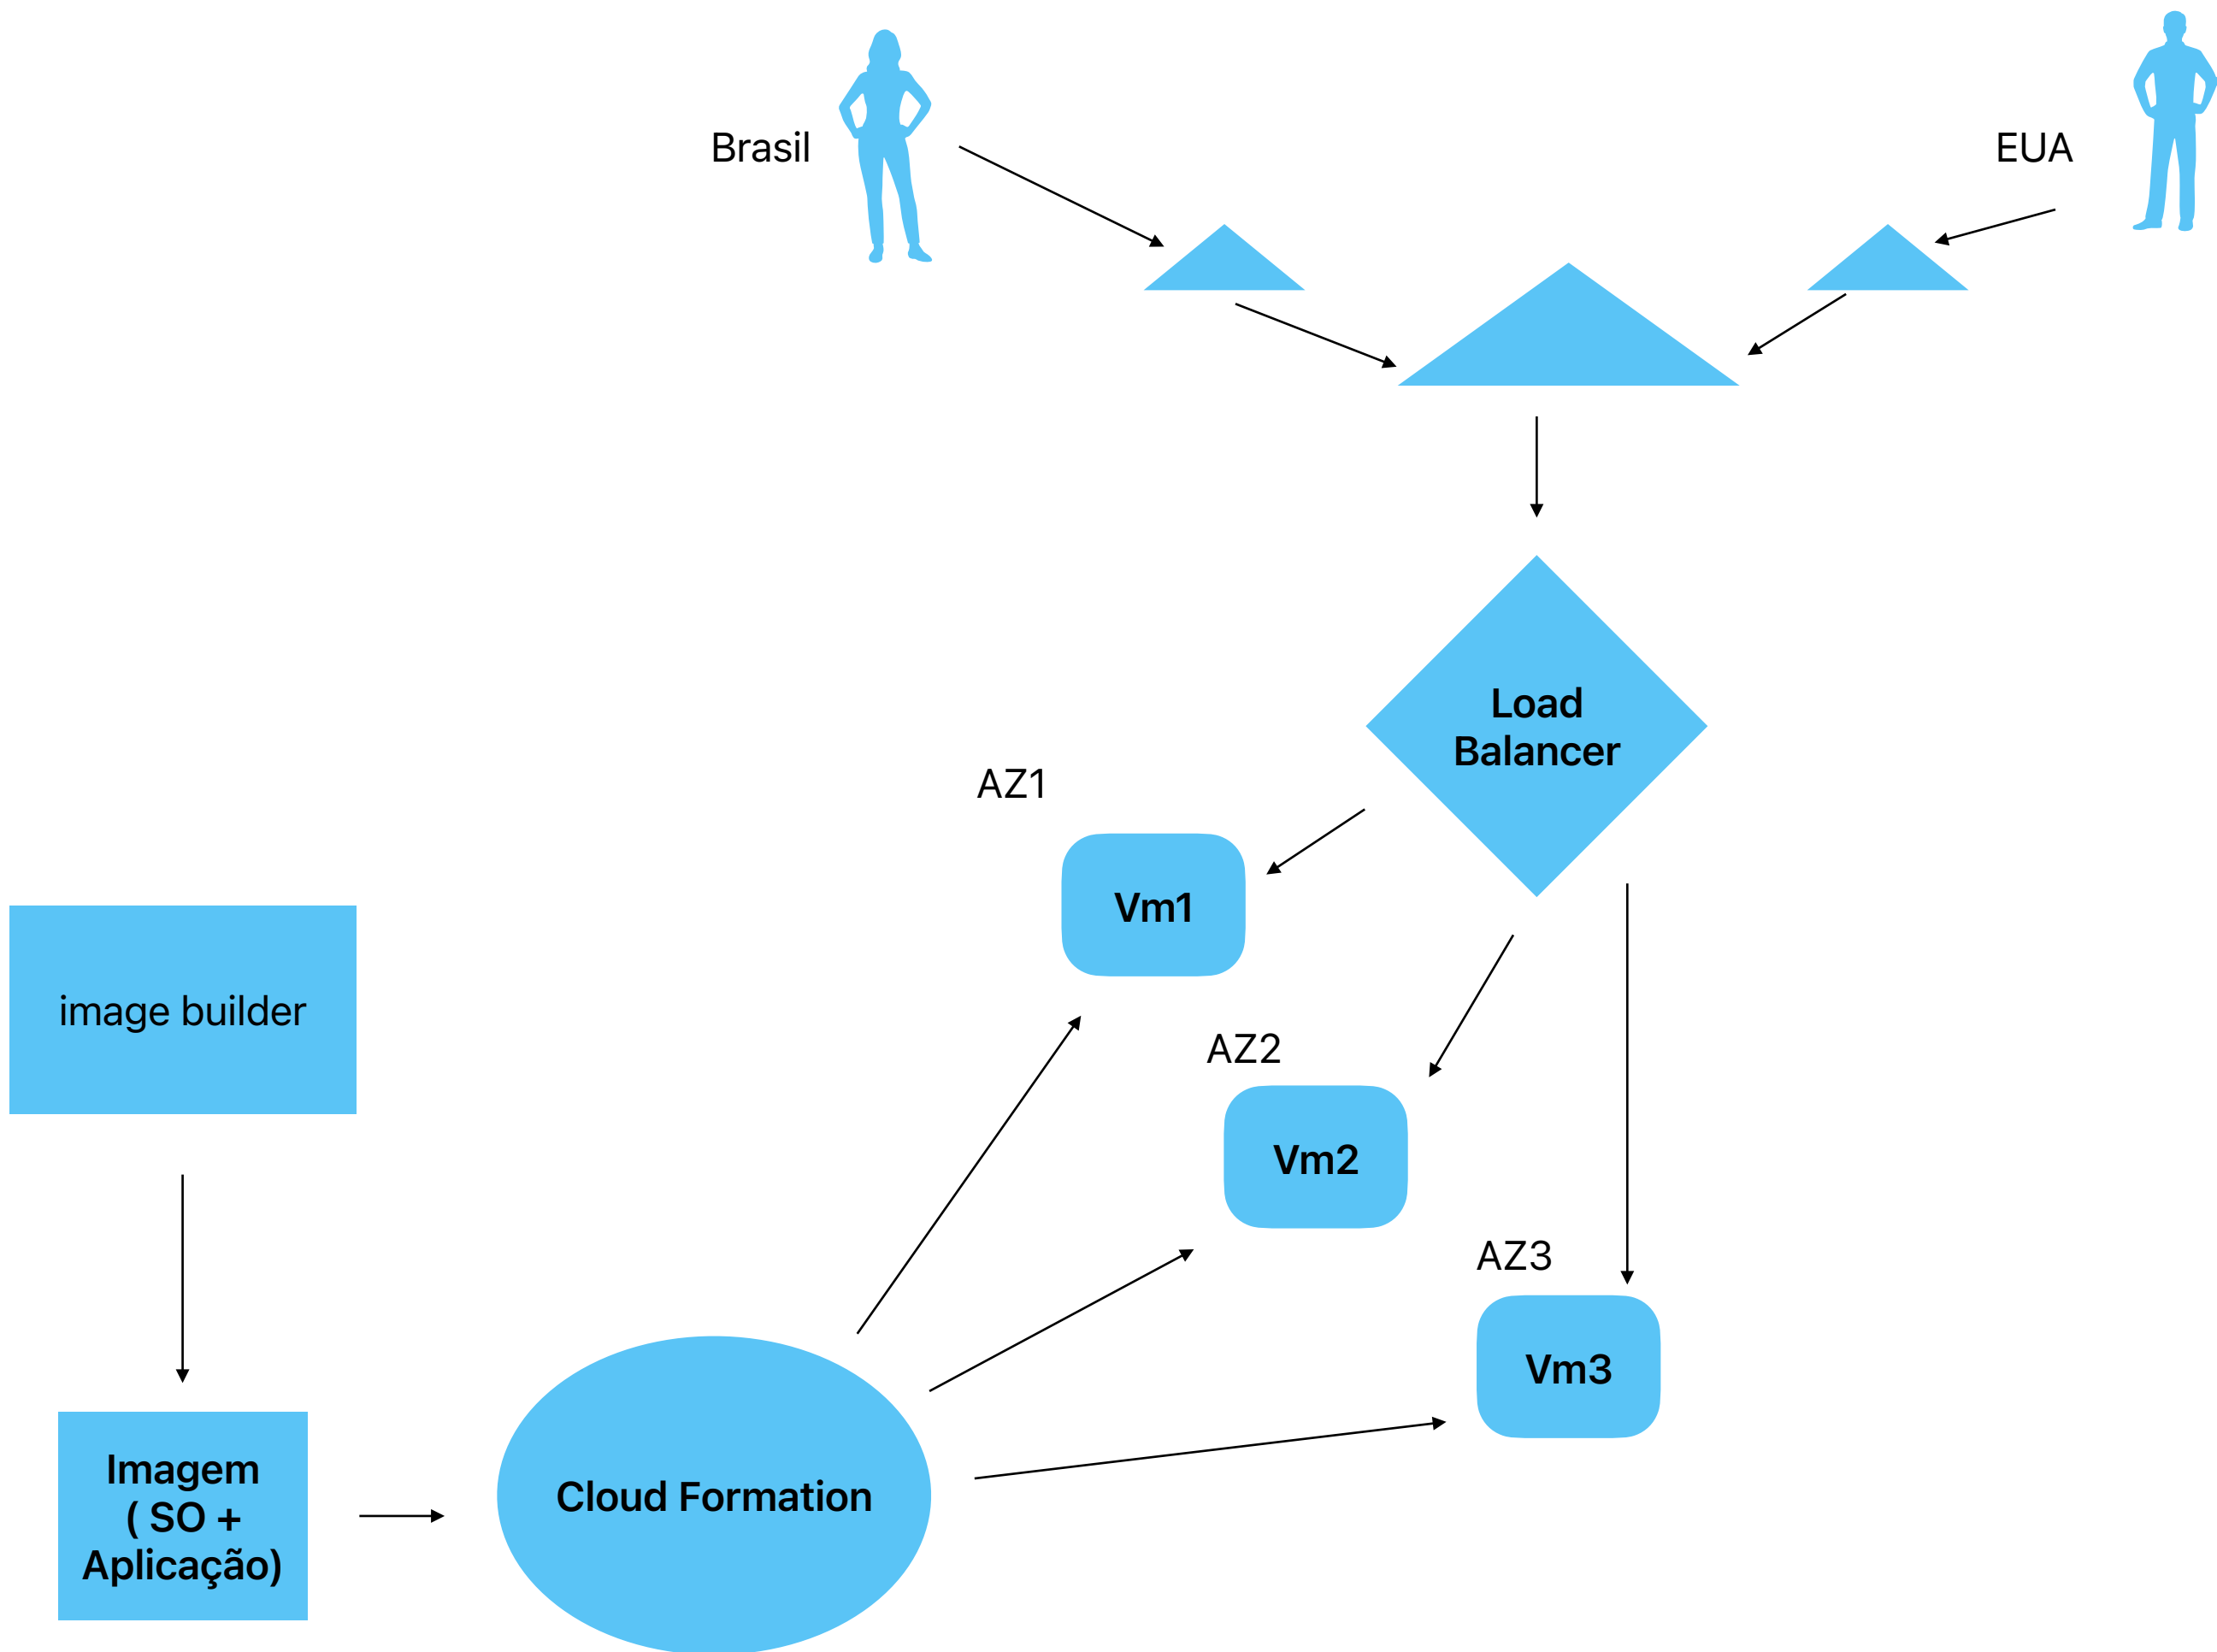 Brasil
EUA
Load
Balancer
AZ1
Vm1
image builder
AZ2
Vm2
AZ3
Vm3
Imagem
( SO +
Aplicação)
Cloud Formation